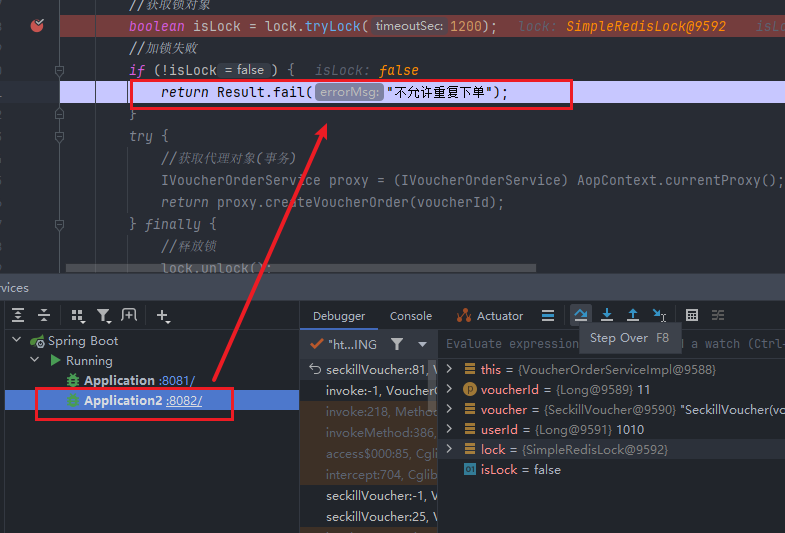 //获取锁对象
boolean isLock = lock.tryLock( timeoutSec: 1200); lock: SimpleRedisLock@9592 isL
//加锁失败
if (!isLock = false ) { isLock: false
return Result.fail( errorMsg: "不允许重复下单");
}
try {
//获取代理对象(事务)
IVoucherOrderService proxy = (IVoucherOrderService) AopContext.currentProxy();
return proxy.createVoucherOrder(voucherId);
} finally {
//释放锁
lock.unlock();
rvices
Debugger Console Actuator
Spring Boot
Running
Application :8081/
Application2 :8082/
"ht...ING
Evaluate expression
d a watch (Ctrl-
Step Over F8
seckillVoucher:81, V
invoke:-1, VoucherO
invoke:218, Method
invokeMethod:386,
access$000:85, Cglib
intercept:704, Cglib
seckillVoucher:-1, V
seckillVoucher:25, V
this = {VoucherOrderServiceImpl@9588}
voucherId = {Long@9589} 11
voucher = {SeckillVoucher@9590} "SeckillVoucher(vo
userId = {Long@9591} 1010
lock = {SimpleRedisLock@9592}
isLock = false